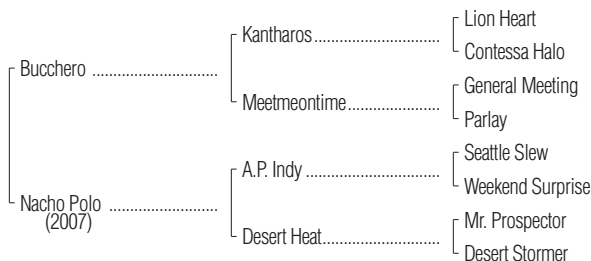 Lion Heart
Kantharos
Contessa Halo
Bucchero
General Meeting
Meetmeontime
Parlay
Seattle Slew
A.P. Indy
Weekend Surprise
Nacho Polo
(2007)
Mr. Prospector
Desert Heat
Desert Stormer